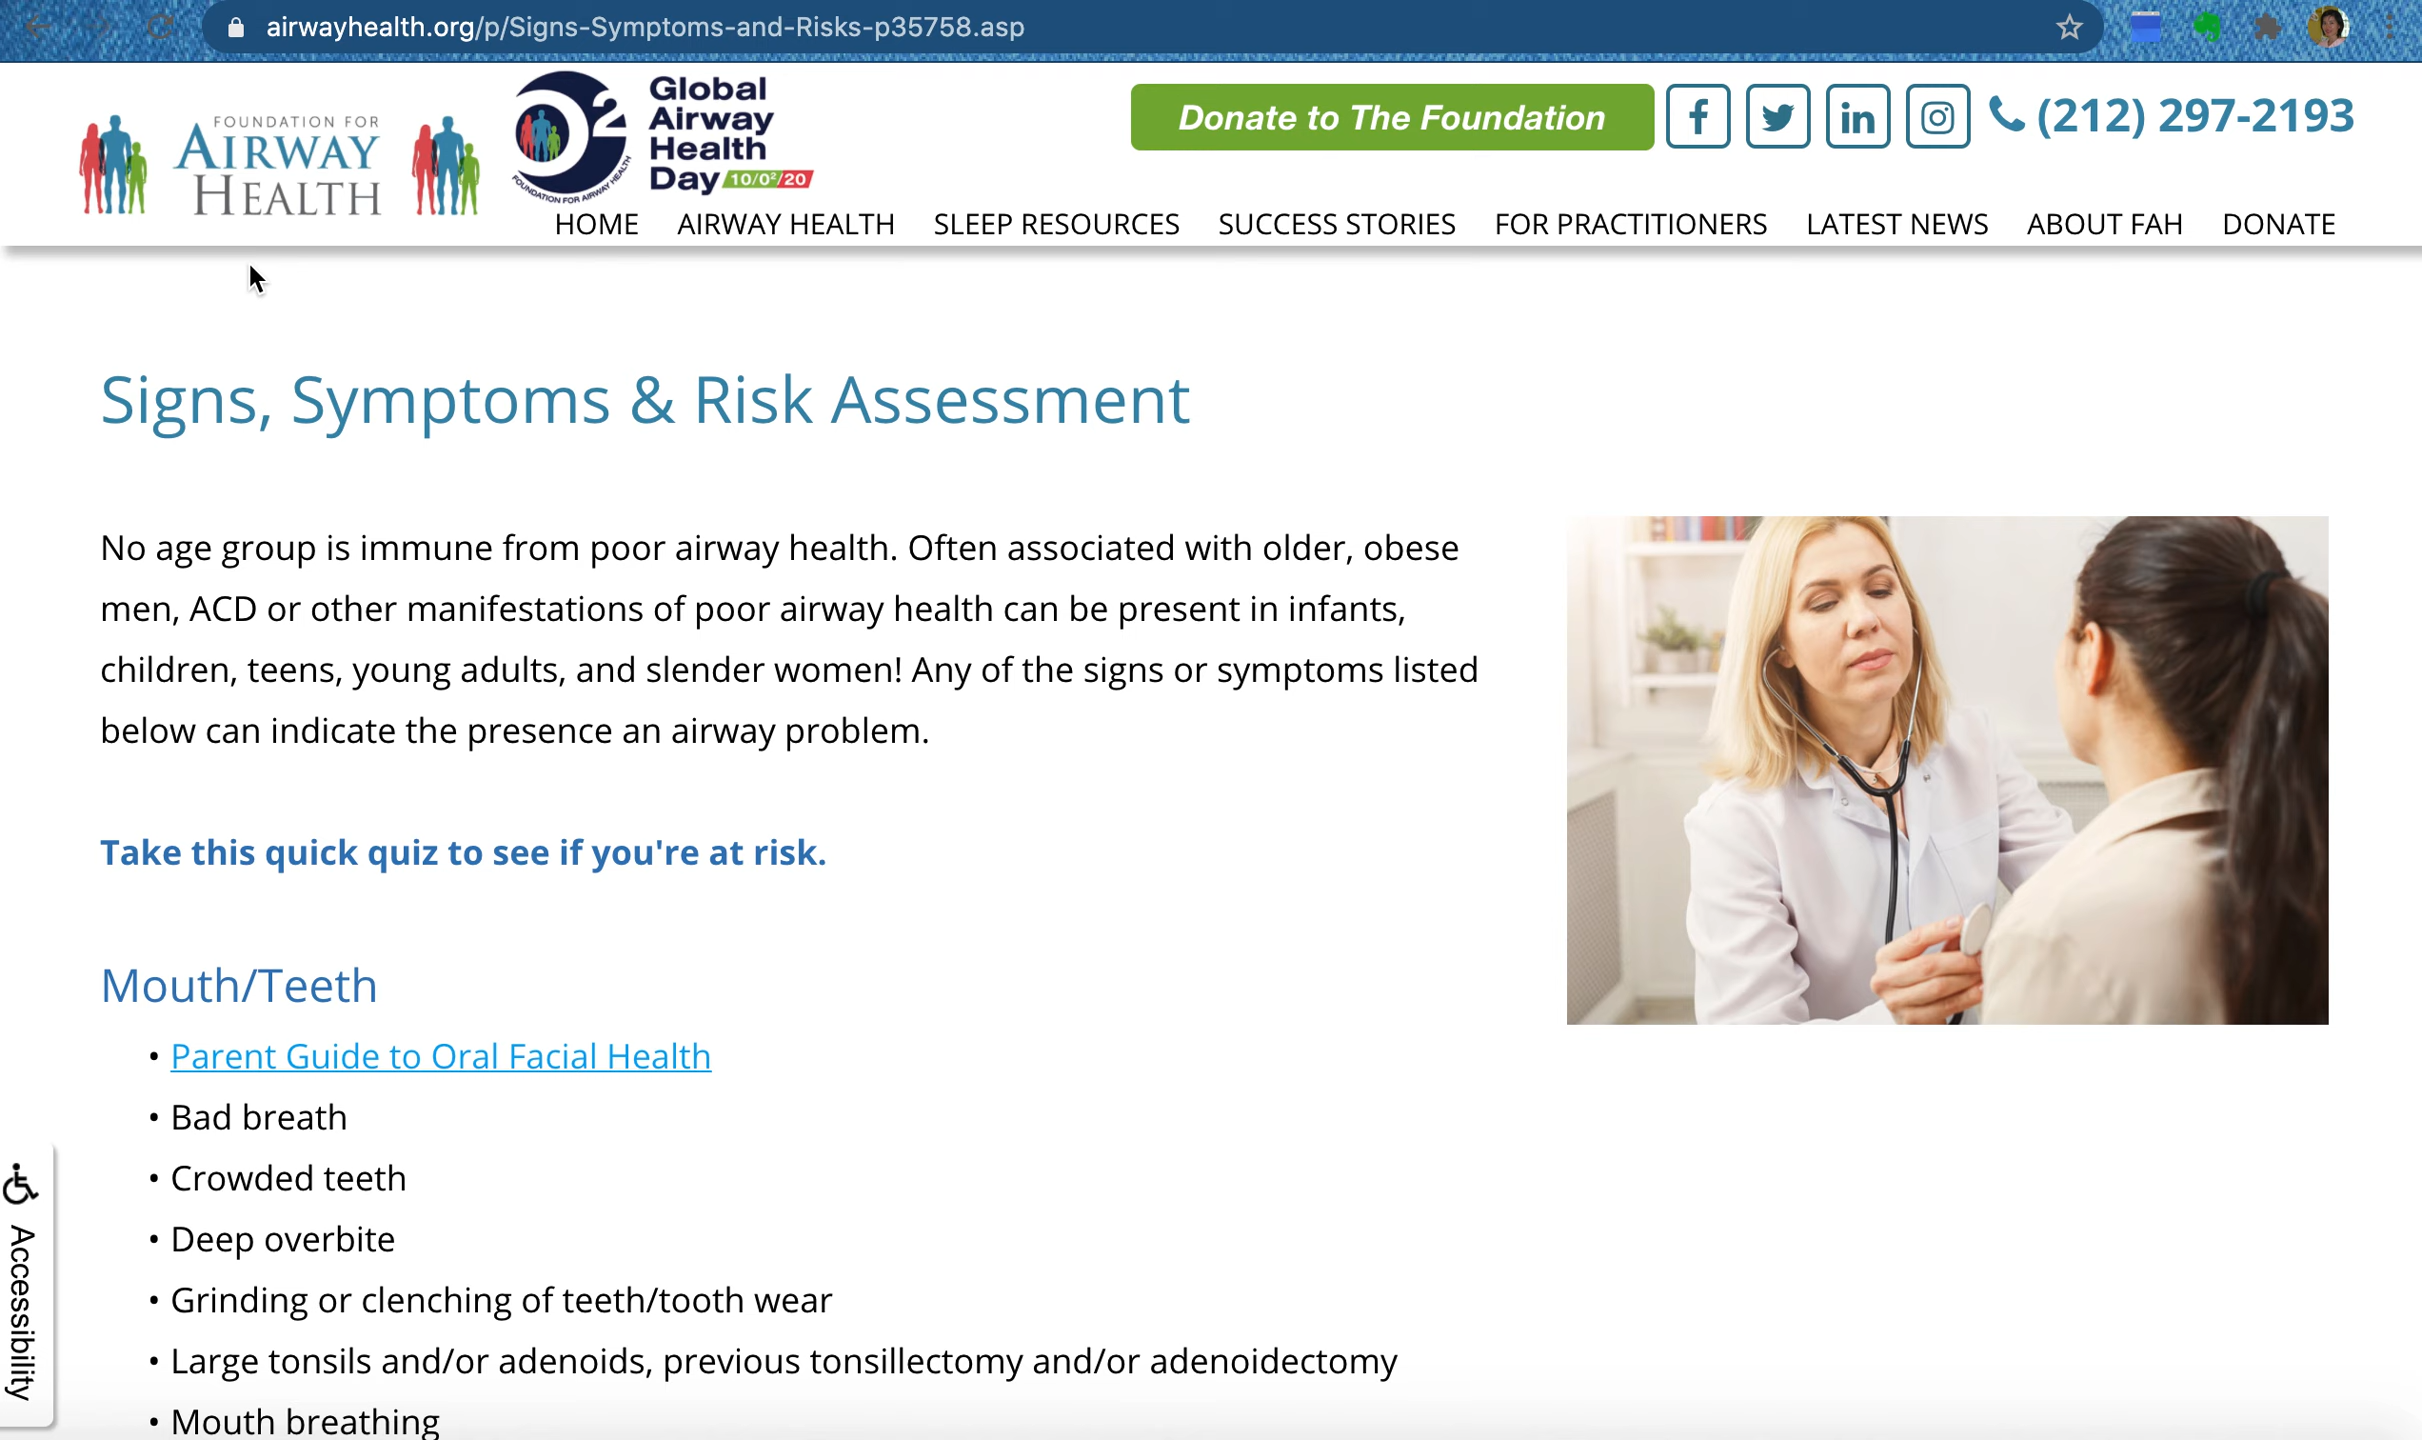 airwayhealth.org/p/Signs-Symptoms-and-Risks-p35758.asp
FOUNDATION FOR
AIRWAY
HEALTH
O2
FOUNDATION FOR AIRWAY HEALTH
Global
Airway
Health
Day 10/0²/20
Donate to The Foundation
(212) 297-2193
HOME AIRWAY HEALTH SLEEP RESOURCES SUCCESS STORIES FOR PRACTITIONERS LATEST NEWS ABOUT FAH DONATE
Signs, Symptoms & Risk Assessment
No age group is immune from poor airway health. Often associated with older, obese
men, ACD or other manifestations of poor airway health can be present in infants,
children, teens, young adults, and slender women! Any of the signs or symptoms listed
below can indicate the presence an airway problem.
Take this quick quiz to see if you're at risk.
Mouth/Teeth
• Parent Guide to Oral Facial Health
• Bad breath
• Crowded teeth
• Deep overbite
• Grinding or clenching of teeth/tooth wear
• Large tonsils and/or adenoids, previous tonsillectomy and/or adenoidectomy
• Mouth breathing
Accessibility